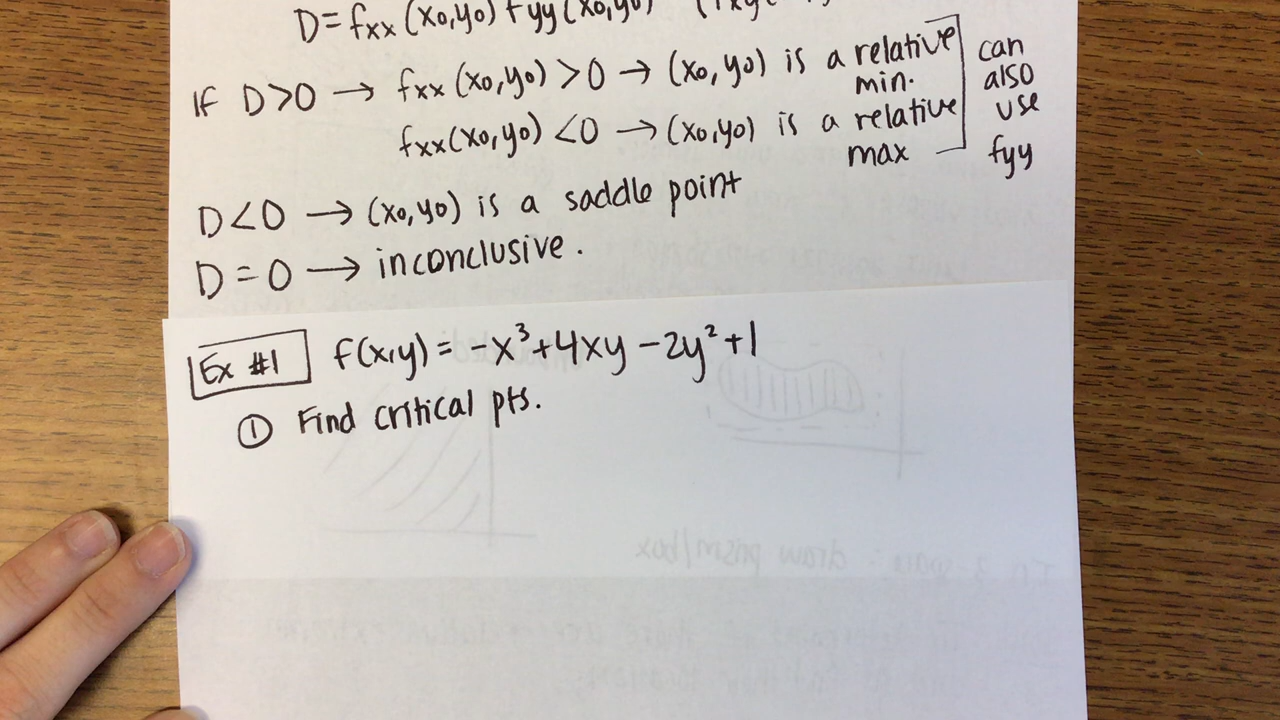 D = fxx (x0,y0) fyy (x0,y0)
If D>0 → fxx (x0,y0) >0 → (x0, y0) is a relative min.
fxx(x0,y0) <0 → (x0,y0) is a relative max
can also use fyy
D<0 → (x0,y0) is a saddle point
D = 0 → inconclusive.
Ex #1 f(x,y) = -x³+4xy -2y²+1
① Find critical pts.